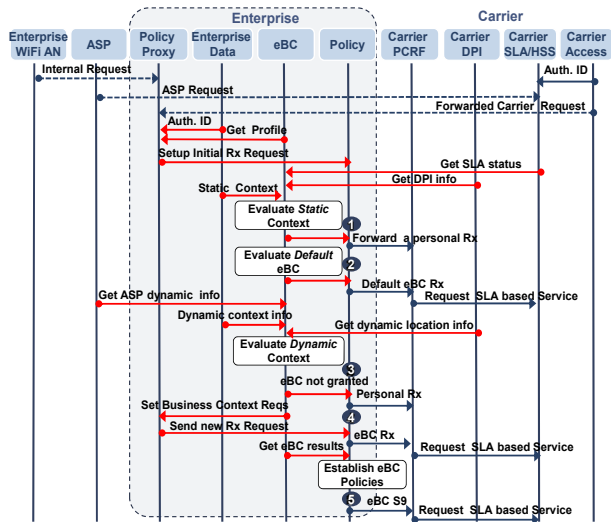 Enterprise
Carrier
Enterprise WiFi AN
ASP
Policy Proxy
Enterprise Data
eBC
Policy
Carrier PCRF
Carrier DPI
Carrier SLA/HSS
Carrier Access
Internal Request
Auth. ID
ASP Request
Forwarded Carrier Request
Auth. ID
Get Profile
Setup Initial Rx Request
Get SLA status
Get DPI info
Static Context
Evaluate Static Context
1
Forward a personal Rx
Evaluate Default eBC
2
Default eBC Rx
Get ASP dynamic info
Request SLA based Service
Dynamic context info
Get dynamic location info
Evaluate Dynamic Context
3
eBC not granted
Personal Rx
Set Business Context Reqs
4
Send new Rx Request
eBC Rx
Get eBC results
Request SLA based Service
Establish eBC Policies
5
eBC S9
Request SLA based Service